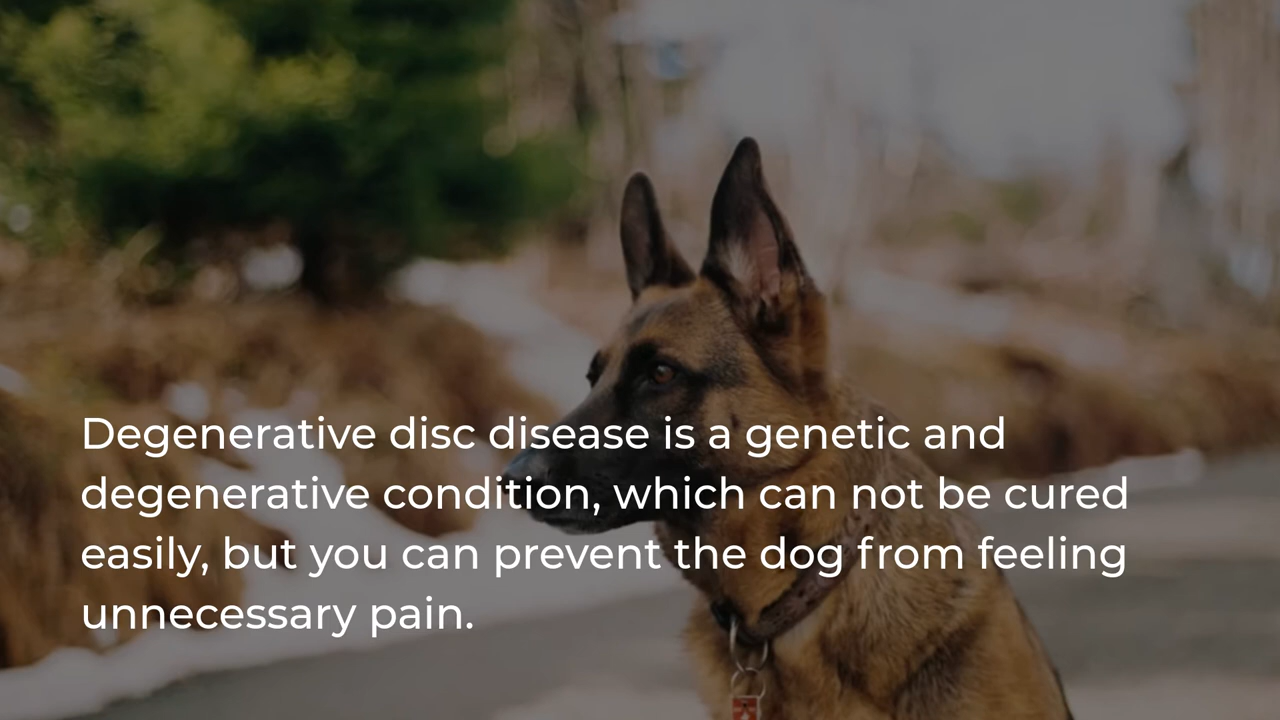 Degenerative disc disease is a genetic and
degenerative condition, which can not be cured
easily, but you can prevent the dog from feeling
unnecessary pain.